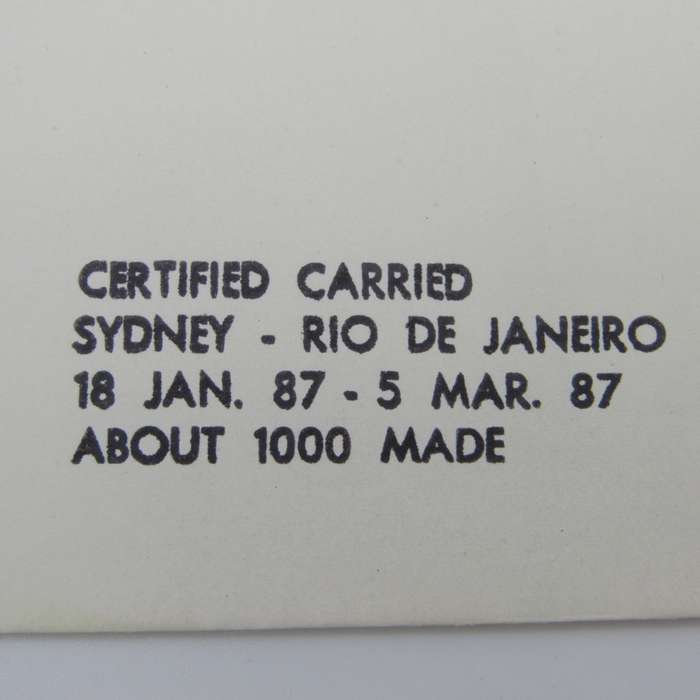 CERTIFIED CARRIED
SYDNEY - RIO DE JANEIRO
18 JAN. 87 - 5 MAR. 87
ABOUT 1000 MADE